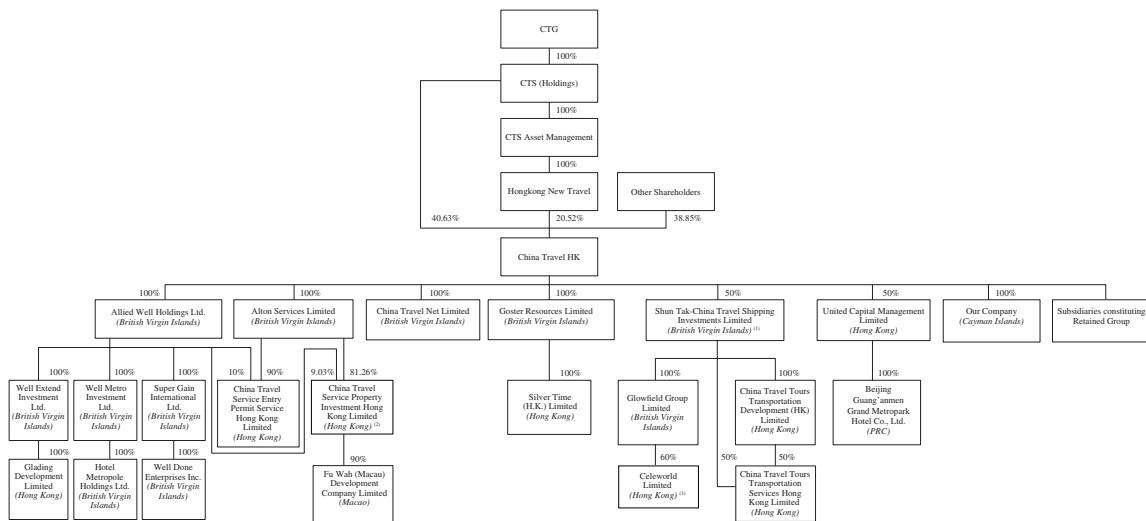 CTG
100%
CTS (Holdings)
100%
CTS Asset Management
100%
Hongkong New Travel
Other Shareholders
40.63%
20.52%
38.85%
China Travel HK
100%
100%
100%
100%
50%
50%
100%
Allied Well Holdings Ltd.
(British Virgin Islands)
Alton Services Limited
(British Virgin Islands)
China Travel Net Limited
(British Virgin Islands)
Goster Resources Limited
(British Virgin Islands)
Shun Tak-China Travel Shipping
Investments Limited
(British Virgin Islands) (1)
United Capital Management
Limited
(Hong Kong)
Our Company
(Cayman Islands)
Subsidiaries constituting
Retained Group
100%
100%
100%
10%
90%
9.03%
81.26%
100%
100%
100%
100%
Well Extend
Investment
Ltd.
(British Virgin
Islands)
Well Metro
Investment
Ltd.
(British Virgin
Islands)
Super Gain
International
Ltd.
(British Virgin
Islands)
China Travel
Service Entry
Permit Service
Hong Kong
Limited
(Hong Kong)
China Travel
Service Property
Investment Hong
Kong Limited
(Hong Kong) (2)
Silver Time
(H.K.) Limited
(Hong Kong)
Glowfield Group
Limited
(British Virgin
Islands)
China Travel Tours
Transportation
Development (HK)
Limited
(Hong Kong)
Beijing
Guang’anmen
Grand Metropark
Hotel Co., Ltd.
(PRC)
100%
100%
100%
90%
60%
50%
50%
Glading
Development
Limited
(Hong Kong)
Hotel
Metropole
Holdings Ltd.
(British Virgin
Islands)
Well Done
Enterprises Inc.
(British Virgin
Islands)
Fu Wah (Macau)
Development
Company Limited
(Macao)
Celeworld
Limited
(Hong Kong) (3)
China Travel Tours
Transportation
Services Hong
Kong Limited
(Hong Kong)